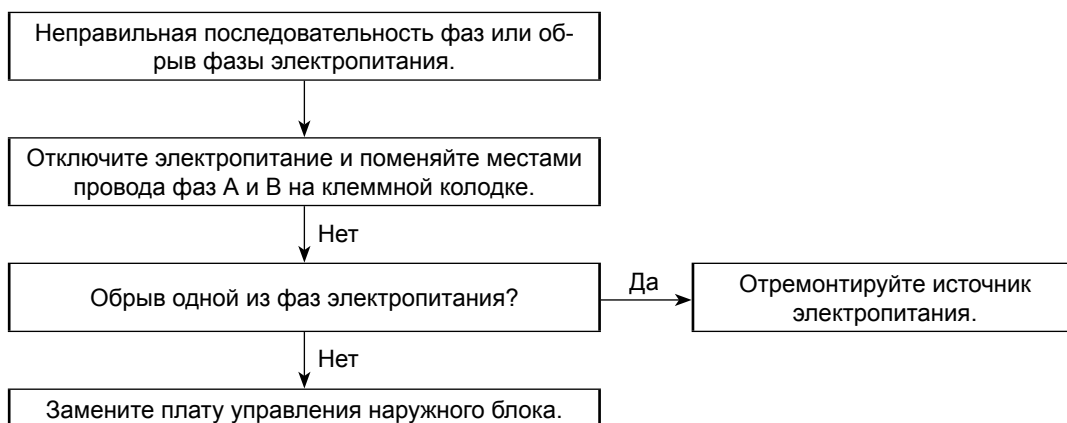 Неправильная последовательность фаз или об-
рыв фазы электропитания.
Отключите электропитание и поменяйте местами
провода фаз A и B на клеммной колодке.
Нет
Обрыв одной из фаз электропитания?
Да
Отремонтируйте источник
электропитания.
Нет
Замените плату управления наружного блока.